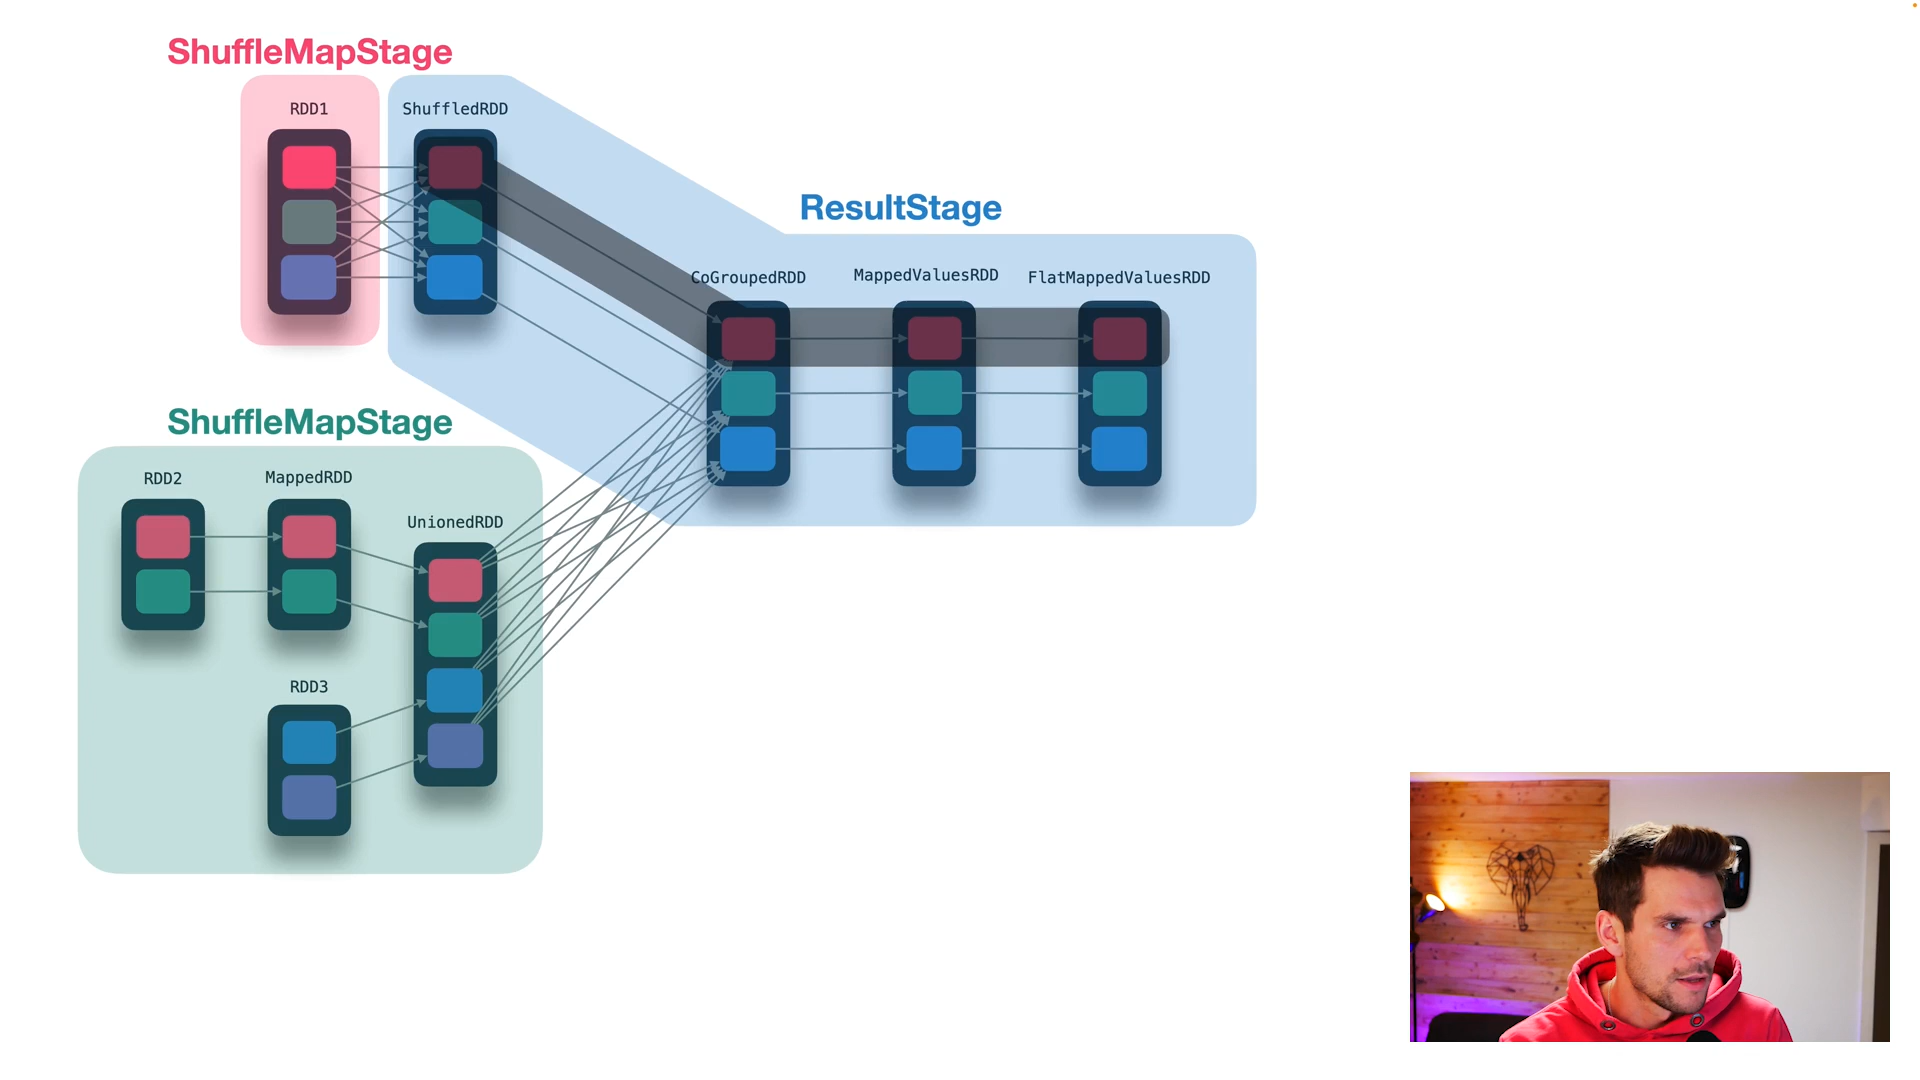 ShuffleMapStage
RDD1
ShuffledRDD
ResultStage
CoGroupedRDD
MappedValuesRDD
FlatMappedValuesRDD
ShuffleMapStage
RDD2
MappedRDD
UnionedRDD
RDD3